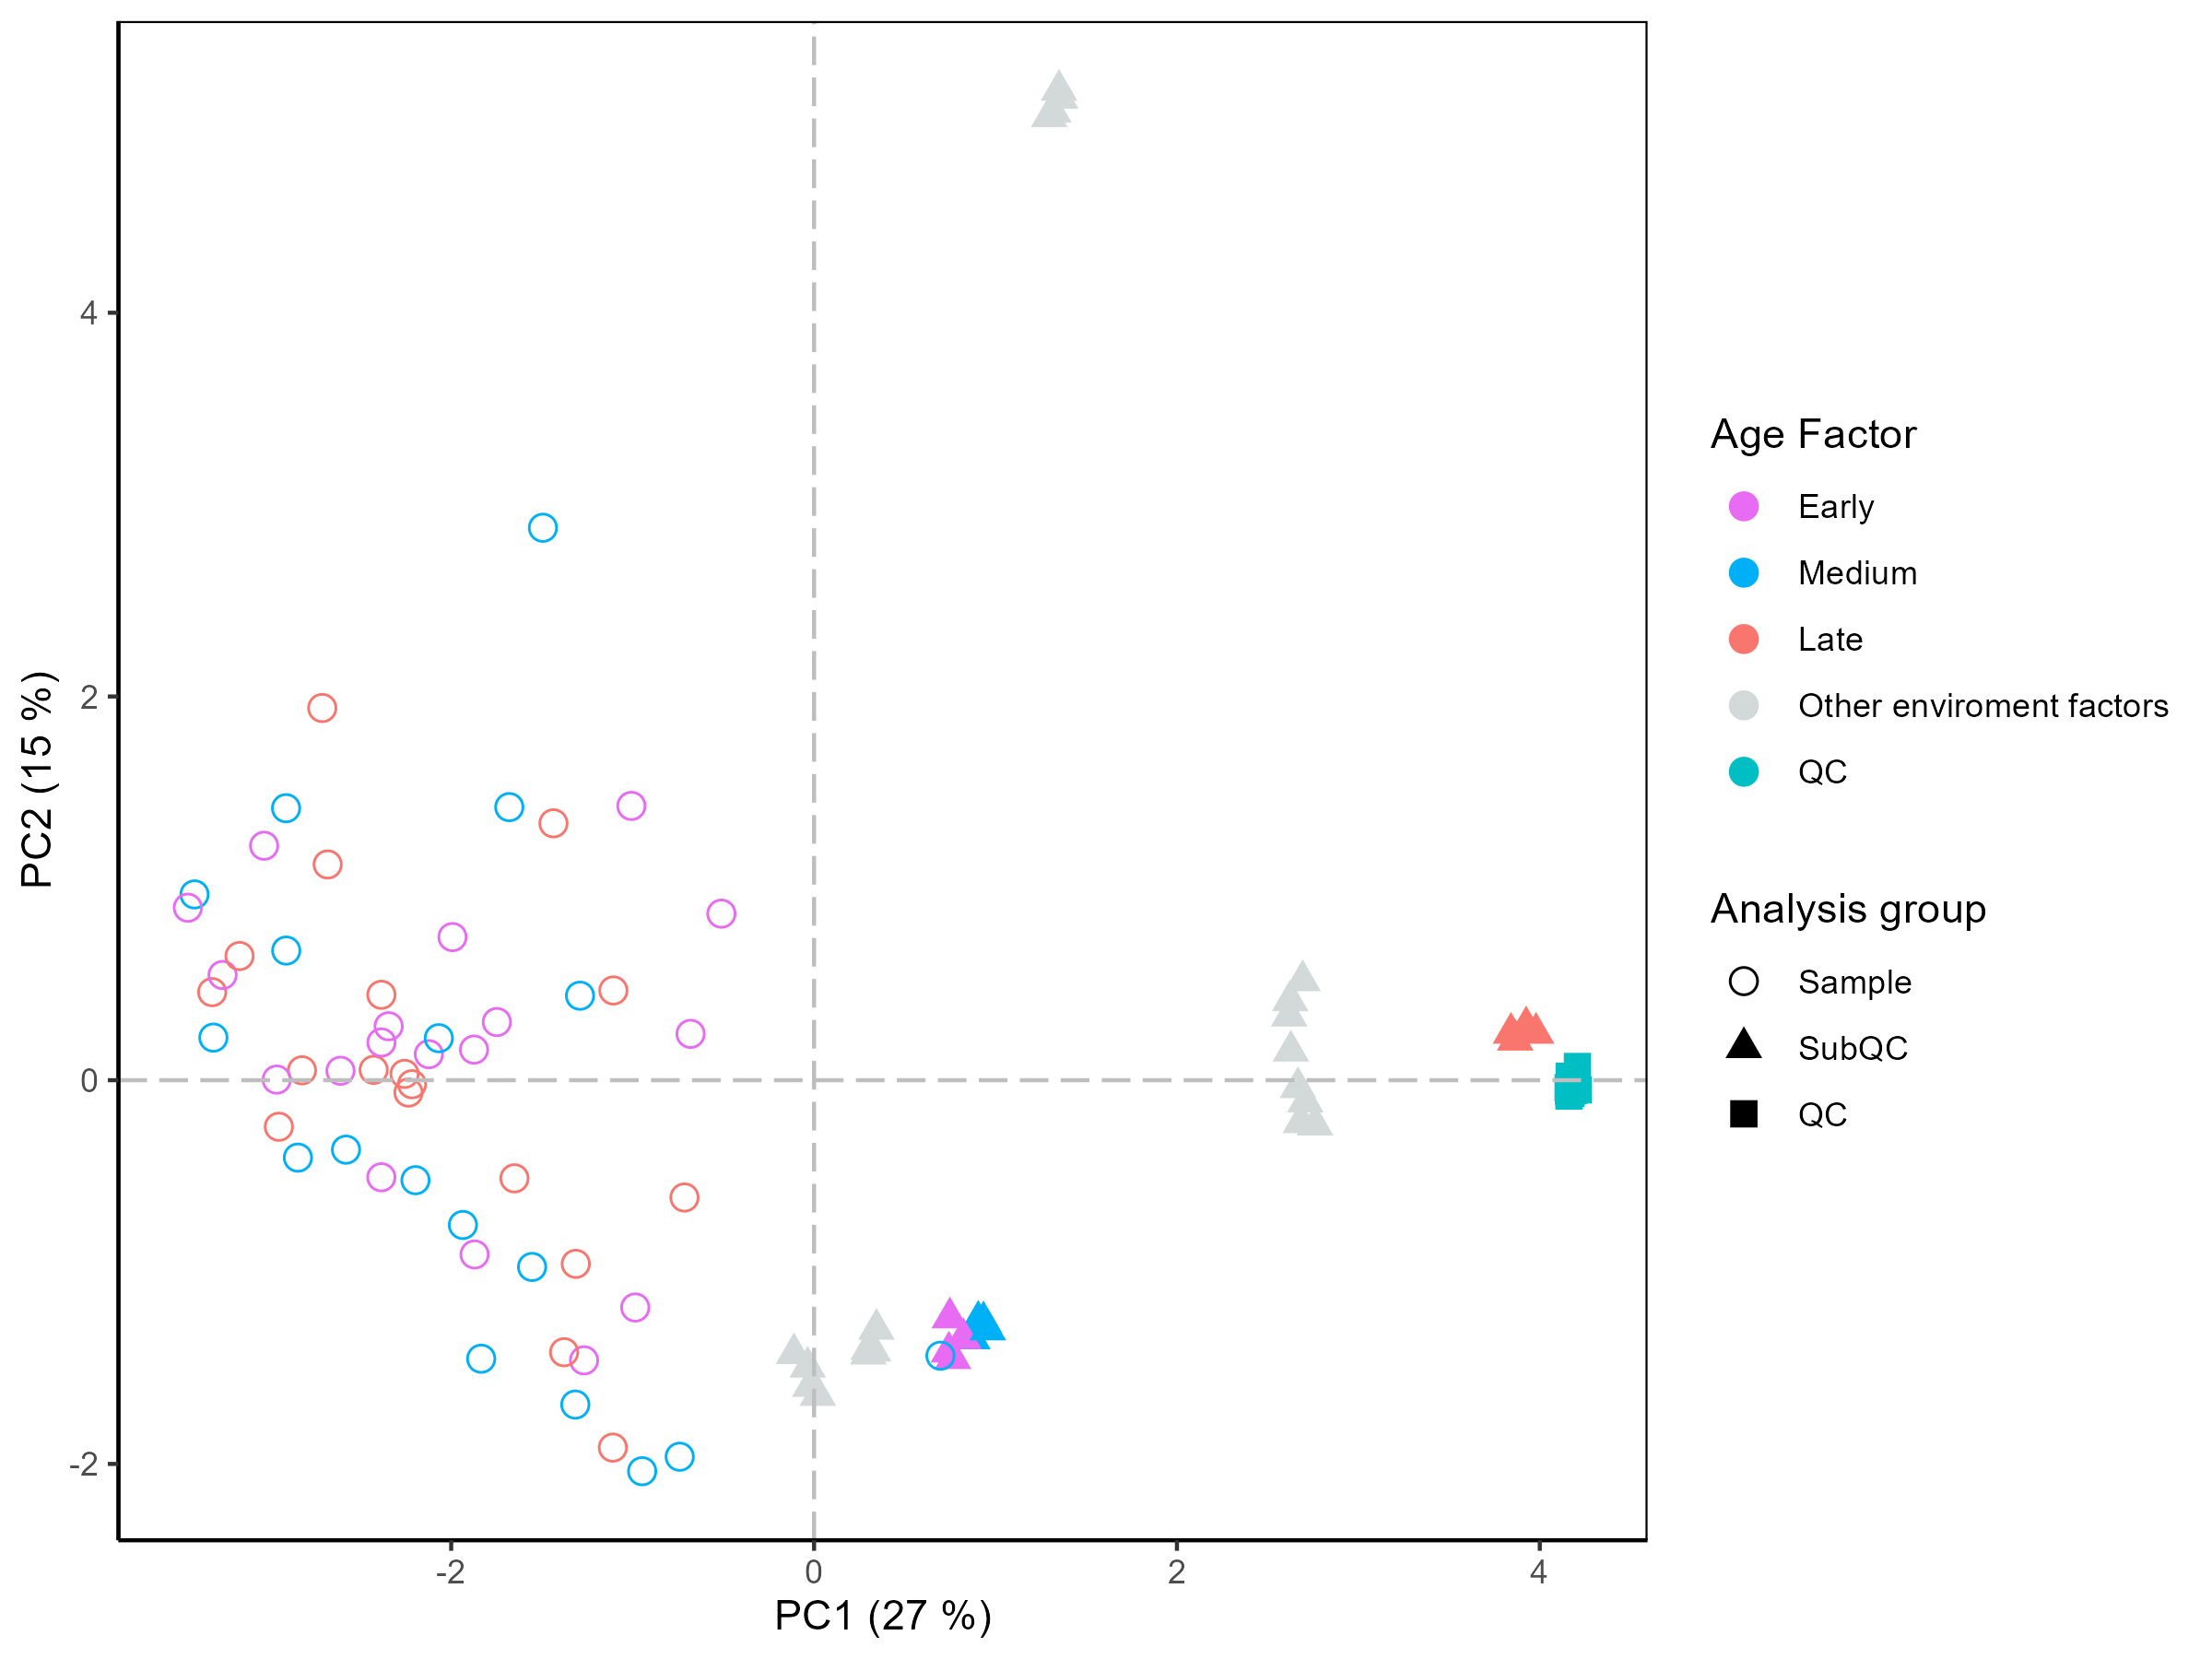 4
2
0
-2
PC2 (15 %)
-2
0
2
4
PC1 (27 %)
Age Factor
Early
Medium
Late
Other enviroment factors
QC
Analysis group
Sample
SubQC
QC